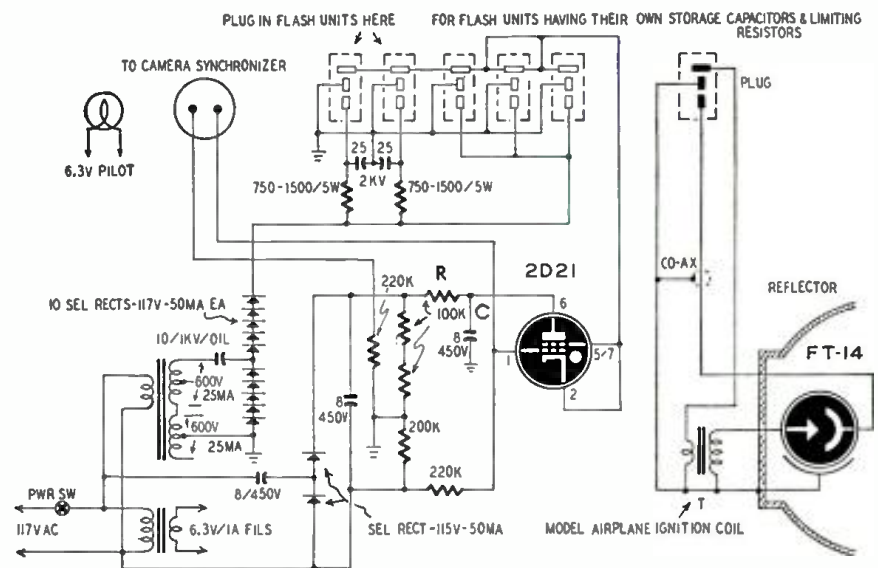 PLUG IN FLASH UNITS HERE
FOR FLASH UNITS HAVING THEIR OWN STORAGE CAPACITORS & LIMITING
RESISTORS
TO CAMERA SYNCHRONIZER
PLUG
6.3V PILOT
25
25
2KV
750-1500/5W
750-1500/5W
CO-AX
220K
R
2D21
REFLECTOR
10 SEL RECTS-117V-50MA EA
100K
C
6
8
450V
FT-14
10/1KV/OIL
1
5/7
600V
25MA
8
450V
2
600V
25MA
200K
220K
8/450V
PWR SW
T
117V AC
6.3V/1A FILS
SEL RECT-115V-50MA
MODEL AIRPLANE IGNITION COIL